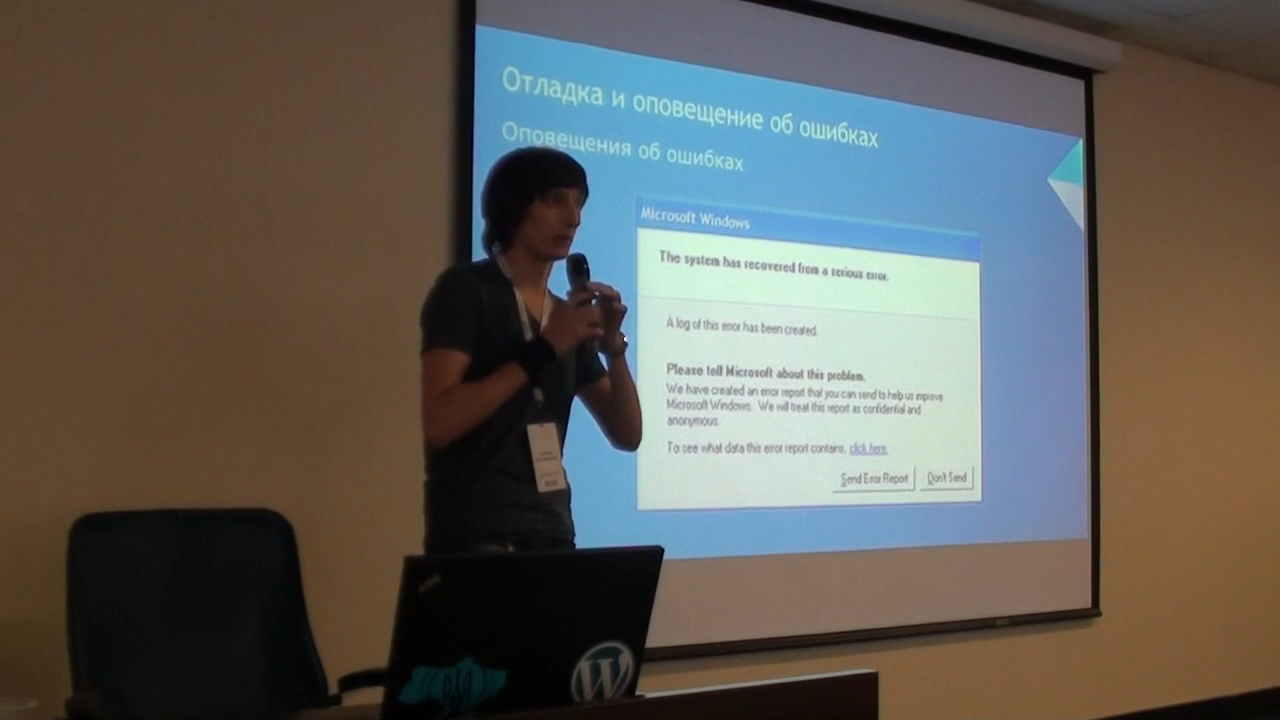 Отладка и оповещение об ошибках
Оповещения об ошибках
Microsoft Windows
The system has recovered from a serious error.
A log of this error has been created.
Please tell Microsoft about this problem.
We have created an error report that you can send to help us improve
Microsoft Windows. We will treat this report as confidential and
anonymous.
To see what data this error report contains, click here.
Send Error Report
Don't Send
W